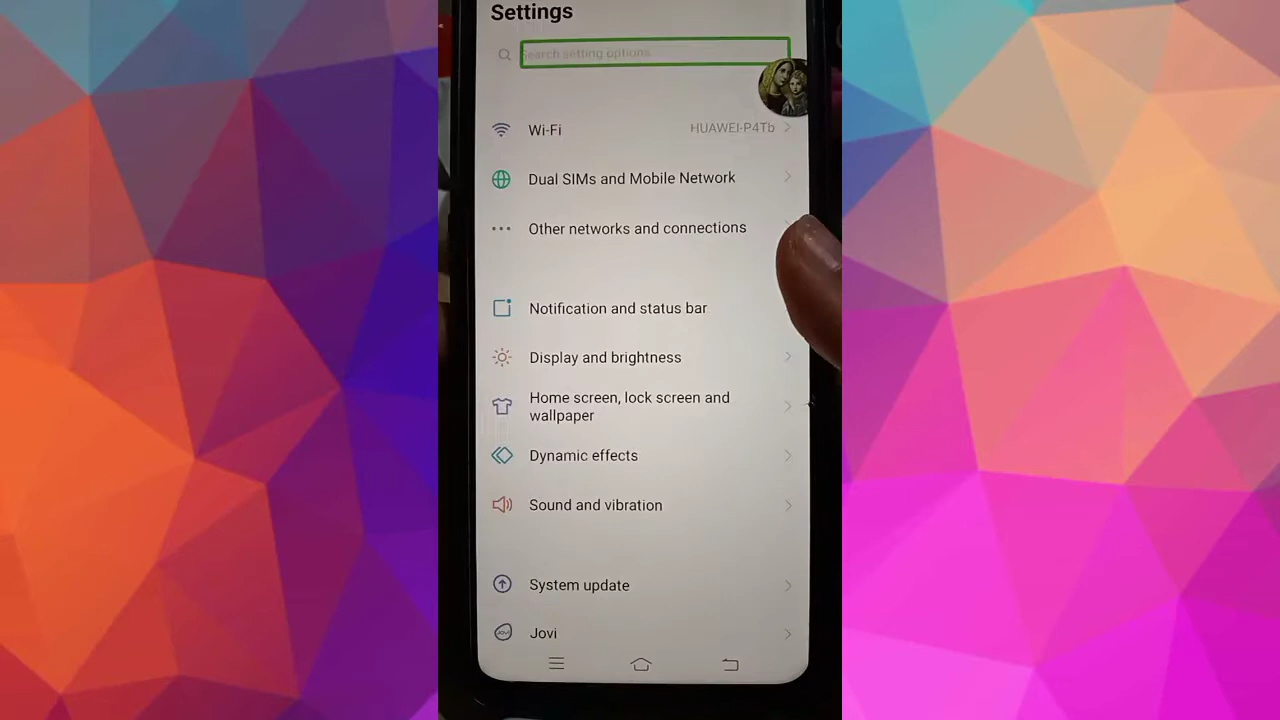 Settings
Search setting options
Wi-Fi
HUAWEI-P4Tb
Dual SIMs and Mobile Network
Other networks and connections
Notification and status bar
Display and brightness
Home screen, lock screen and
wallpaper
Dynamic effects
Sound and vibration
System update
Jovi